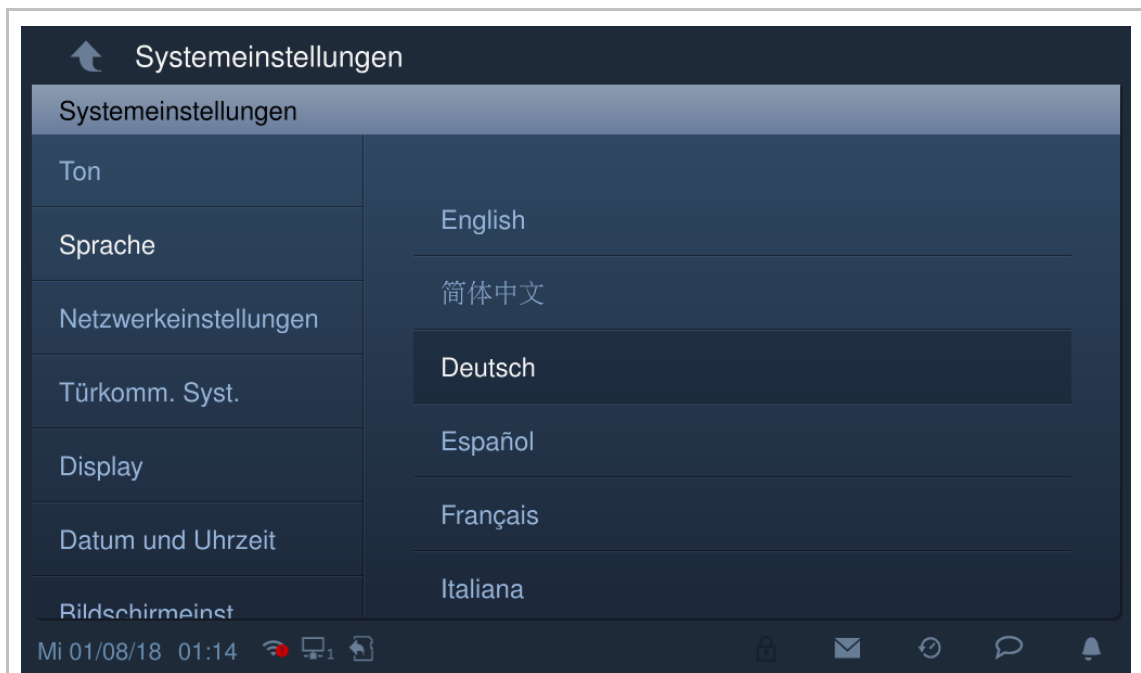 Systemeinstellungen
Systemeinstellungen
Ton
Sprache
Netzwerkeinstellungen
Türkomm. Syst.
Display
Datum und Uhrzeit
Bildschirmeinst
English
简体中文
Deutsch
Español
Français
Italiana
Mi 01/08/18 01:14 1